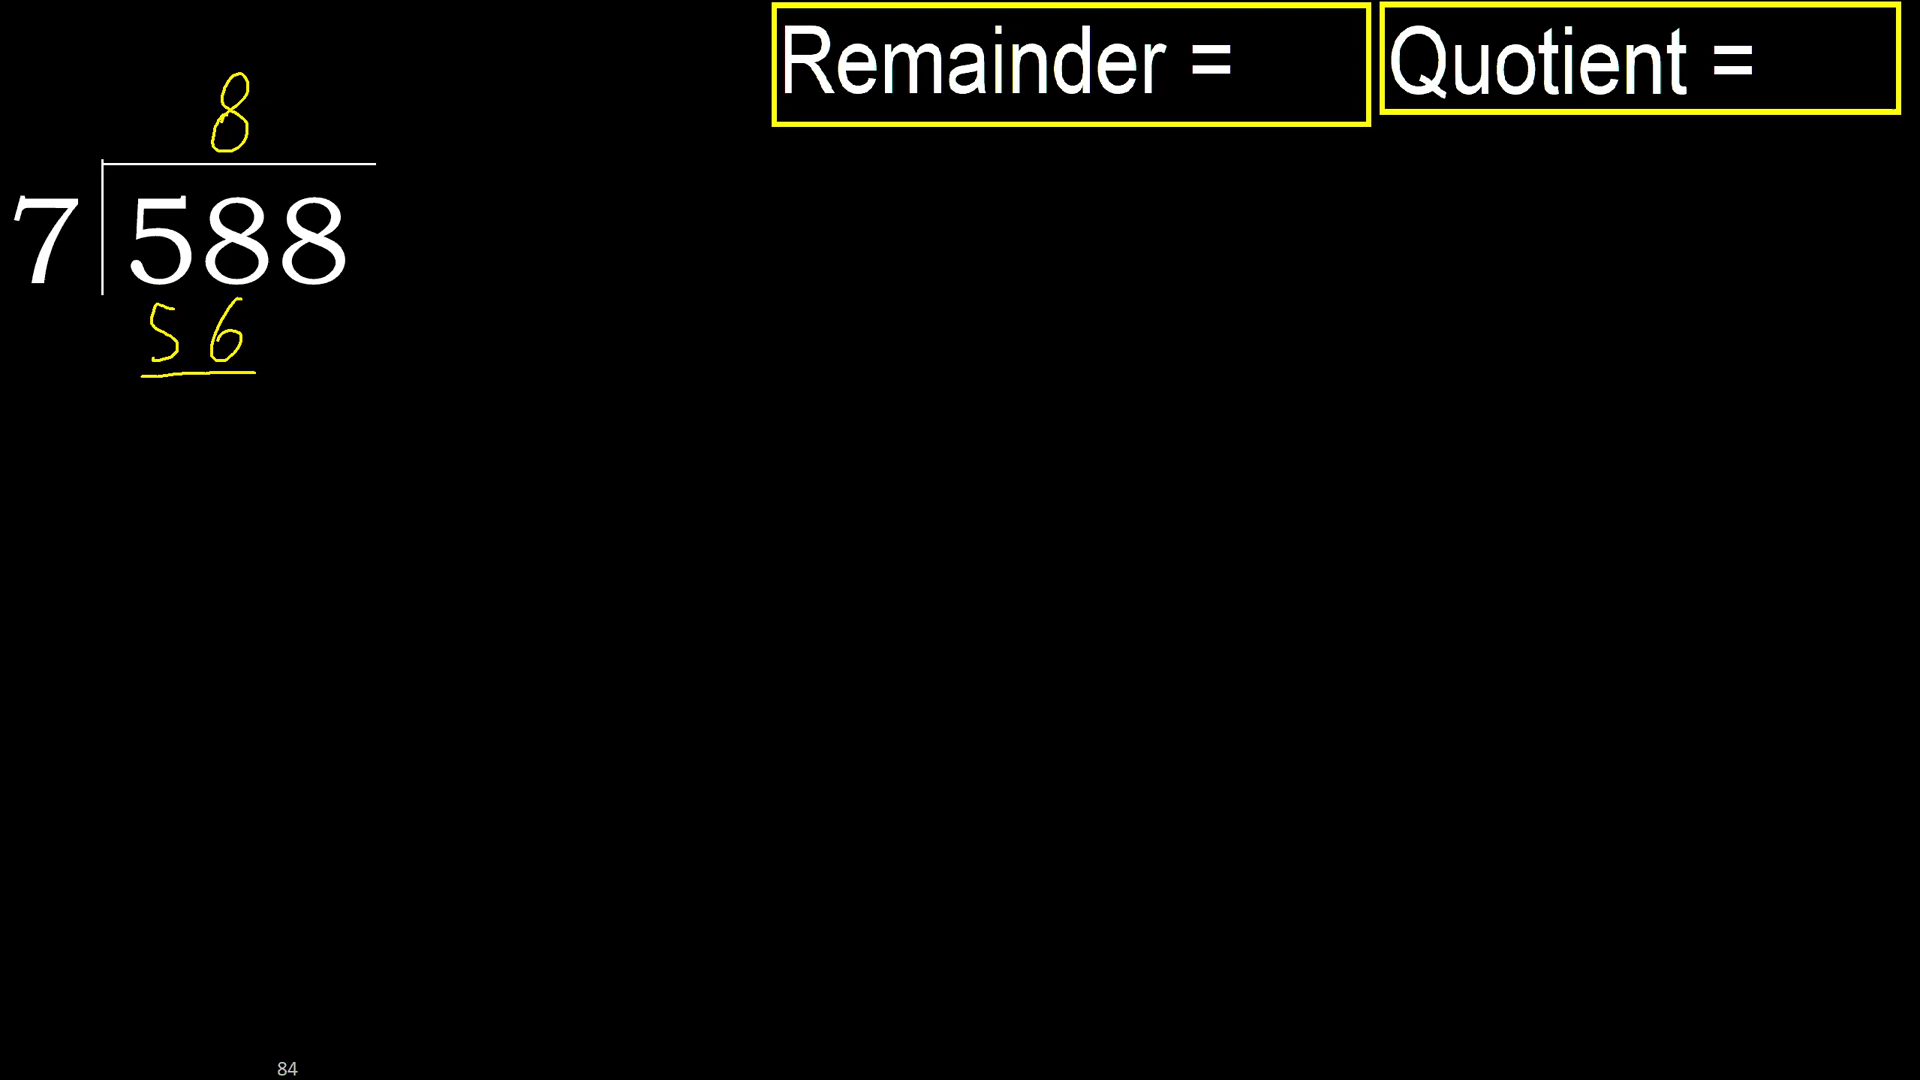 Remainder = Quotient =
8
7 588
56
84